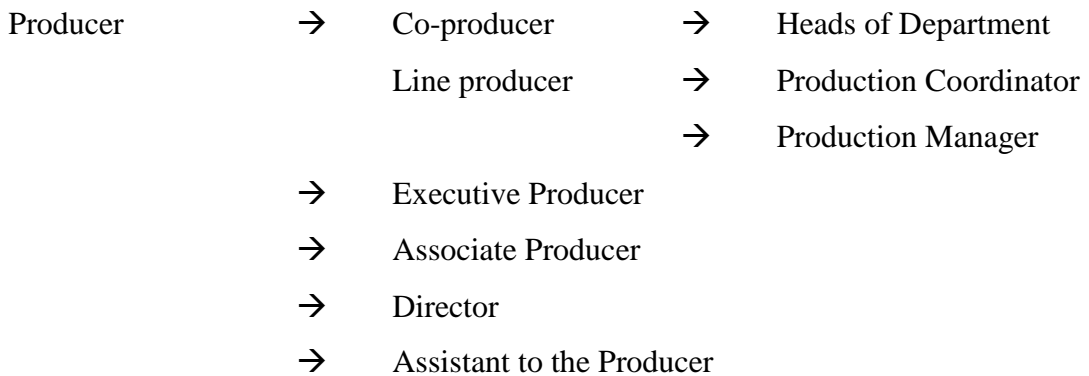 Producer → Co-producer → Heads of Department
Line producer → Production Coordinator
→ Production Manager
→ Executive Producer
→ Associate Producer
→ Director
→ Assistant to the Producer